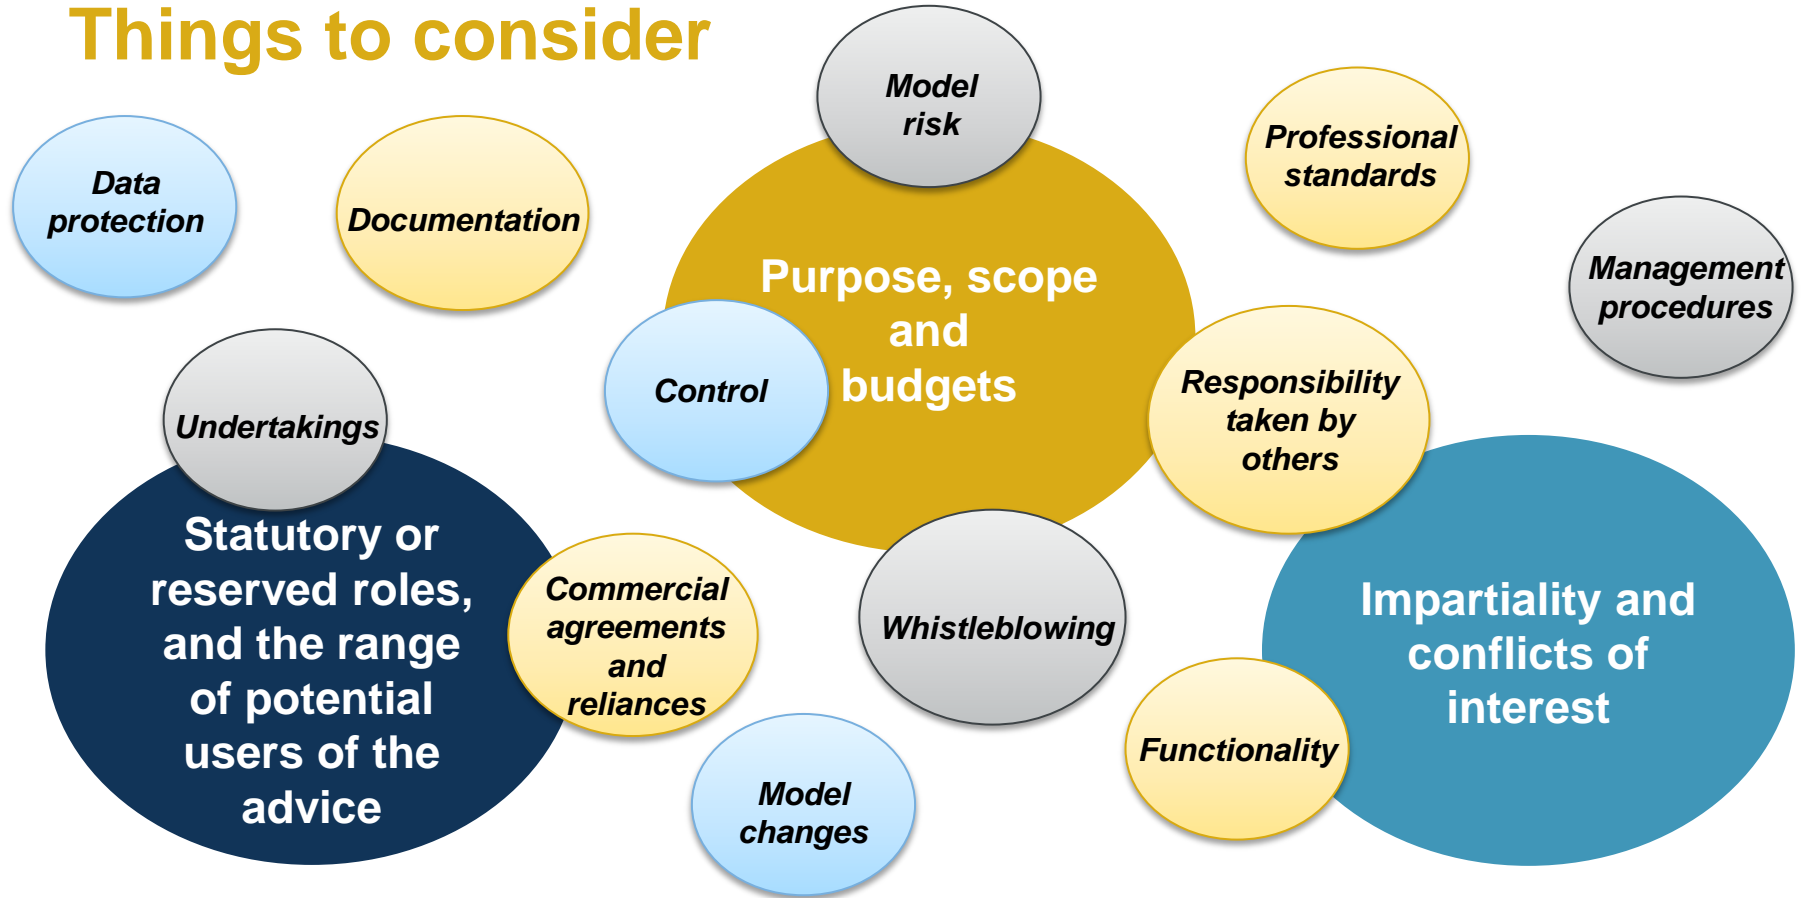 Things to consider
Model
risk
Professional
standards
Data
protection
Documentation
Management
procedures
Purpose, scope
and
budgets
Control
Responsibility
taken by
others
Undertakings
Statutory or
reserved roles,
and the range
of potential
users of the
advice
Commercial
agreements
and
reliances
Whistleblowing
Impartiality and
conflicts of
interest
Functionality
Model
changes